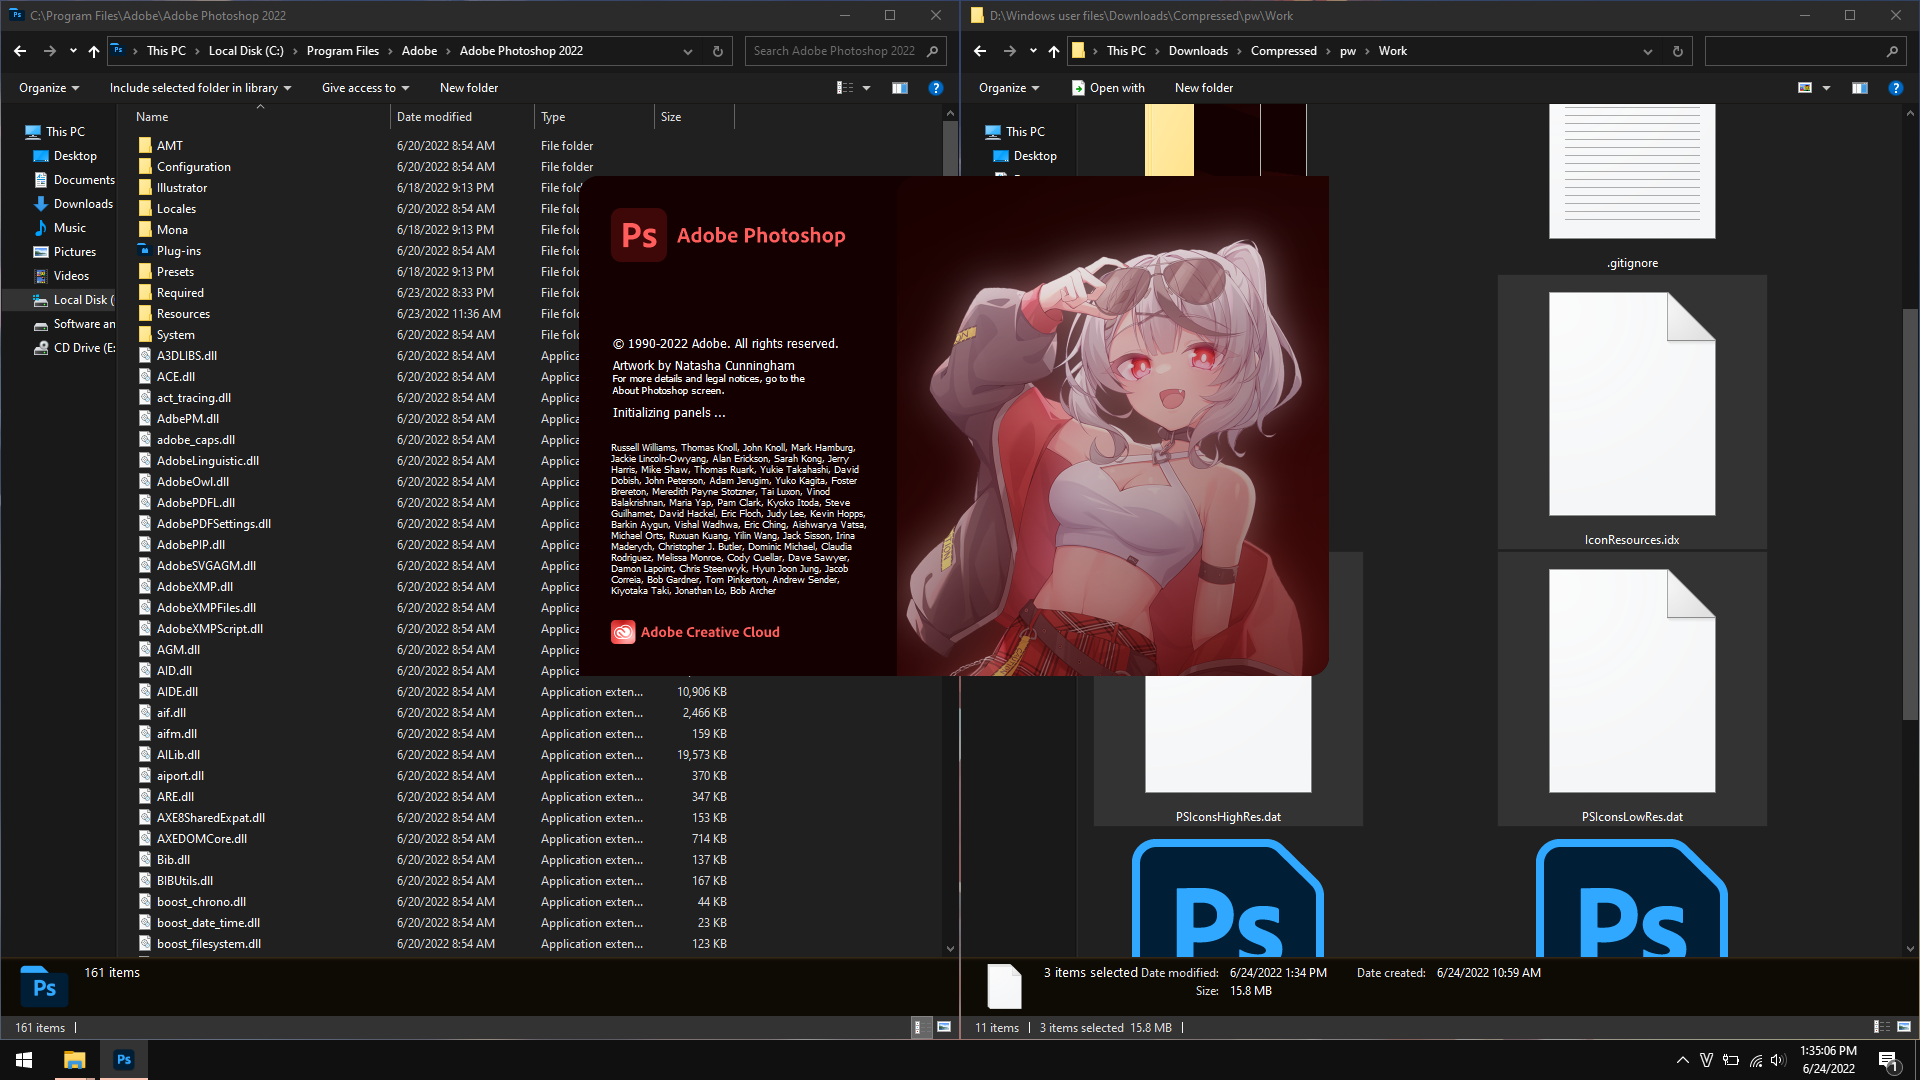 C:\Program Files\Adobe\Adobe Photoshop 2022
This PC > Local Disk (C:) > Program Files > Adobe > Adobe Photoshop 2022
Search Adobe Photoshop 2022
Organize
Include selected folder in library
Give access to
New folder
Name Date modified Type Size
This PC
Desktop
Documents
Downloads
Music
Pictures
Videos
Local Disk (
Software an
CD Drive (E:
AMT 6/20/2022 8:54 AM File folder
Configuration 6/20/2022 8:54 AM File folder
Illustrator 6/18/2022 9:13 PM File fold
Locales 6/20/2022 8:54 AM File fold
Mona 6/18/2022 9:13 PM File fold
Plug-ins 6/20/2022 8:54 AM File fold
Presets 6/18/2022 9:13 PM File fold
Required 6/23/2022 8:33 PM File fold
Resources 6/23/2022 11:36 AM File fold
System 6/20/2022 8:54 AM File fold
A3DLIBS.dll 6/20/2022 8:54 AM Applica
ACE.dll 6/20/2022 8:54 AM Applica
act_tracing.dll 6/20/2022 8:54 AM Applica
AdbePM.dll 6/20/2022 8:54 AM Applica
adobe_caps.dll 6/20/2022 8:54 AM Applica
AdobeLinguistic.dll 6/20/2022 8:54 AM Applica
AdobeOwl.dll 6/20/2022 8:54 AM Applica
AdobePDFL.dll 6/20/2022 8:54 AM Applica
AdobePDFSettings.dll 6/20/2022 8:54 AM Applica
AdobePIP.dll 6/20/2022 8:54 AM Applica
AdobeSVGAGM.dll 6/20/2022 8:54 AM Applica
AdobeXMP.dll 6/20/2022 8:54 AM Applica
AdobeXMPFiles.dll 6/20/2022 8:54 AM Applica
AdobeXMPScript.dll 6/20/2022 8:54 AM Applica
AGM.dll 6/20/2022 8:54 AM Applica
AID.dll 6/20/2022 8:54 AM
AIDE.dll 6/20/2022 8:54 AM Application exten... 10,906 KB
aif.dll 6/20/2022 8:54 AM Application exten... 2,466 KB
aifm.dll 6/20/2022 8:54 AM Application exten... 159 KB
AILib.dll 6/20/2022 8:54 AM Application exten... 19,573 KB
aiport.dll 6/20/2022 8:54 AM Application exten... 370 KB
ARE.dll 6/20/2022 8:54 AM Application exten... 347 KB
AXE8SharedExpat.dll 6/20/2022 8:54 AM Application exten... 153 KB
AXEDOMCore.dll 6/20/2022 8:54 AM Application exten... 714 KB
Bib.dll 6/20/2022 8:54 AM Application exten... 137 KB
BIBUtils.dll 6/20/2022 8:54 AM Application exten... 167 KB
boost_chrono.dll 6/20/2022 8:54 AM Application exten... 44 KB
boost_date_time.dll 6/20/2022 8:54 AM Application exten... 23 KB
boost_filesystem.dll 6/20/2022 8:54 AM Application exten... 123 KB
Ps
161 items
161 items
Ps Adobe Photoshop
© 1990-2022 Adobe. All rights reserved.
Artwork by Natasha Cunningham
For more details and legal notices, go to the
About Photoshop screen.
Initializing panels ...
Russell Williams, Thomas Knoll, John Knoll, Mark Hamburg,
Jackie Lincoln-Owyang, Alan Erickson, Sarah Kong, Jerry
Harris, Mike Shaw, Thomas Ruark, Yukie Takahashi, David
Dobish, John Peterson, Adam Jerugim, Yuko Kagita, Foster
Brereton, Meredith Payne Stotzner, Tai Luxon, Vinod
Balakrishnan, Maria Yap, Pam Clark, Kyoko Itoda, Steve
Guilhamet, David Hackel, Eric Floch, Judy Lee, Kevin Hopps,
Barkin Aygun, Vishal Wadhwa, Eric Ching, Aishwarya Vatsa,
Michael Orts, Ruxuan Kuang, Yilin Wang, Jack Sisson, Irina
Maderych, Christopher J. Butler, Dominic Michael, Claudia
Rodriguez, Melissa Monroe, Cody Cuellar, Dave Sawyer,
Damon Lapoint, Chris Steenwyk, Hyun Joon Jung, Jacob
Correia, Bob Gardner, Tom Pinkerton, Andrew Sender,
Kiyotaka Taki, Jonathan Lo, Bob Archer
Adobe Creative Cloud
D:\Windows user files\Downloads\Compressed\pw\Work
This PC > Downloads > Compressed > pw > Work
Organize
Open with
New folder
This PC
Desktop
.gitignore
IconResources.idx
PSIconsHighRes.dat
PSIconsLowRes.dat
Ps
Ps
3 items selected Date modified: 6/24/2022 1:34 PM Date created: 6/24/2022 10:59 AM
Size: 15.8 MB
11 items
3 items selected 15.8 MB
Ps
1:35:06 PM
6/24/2022
1